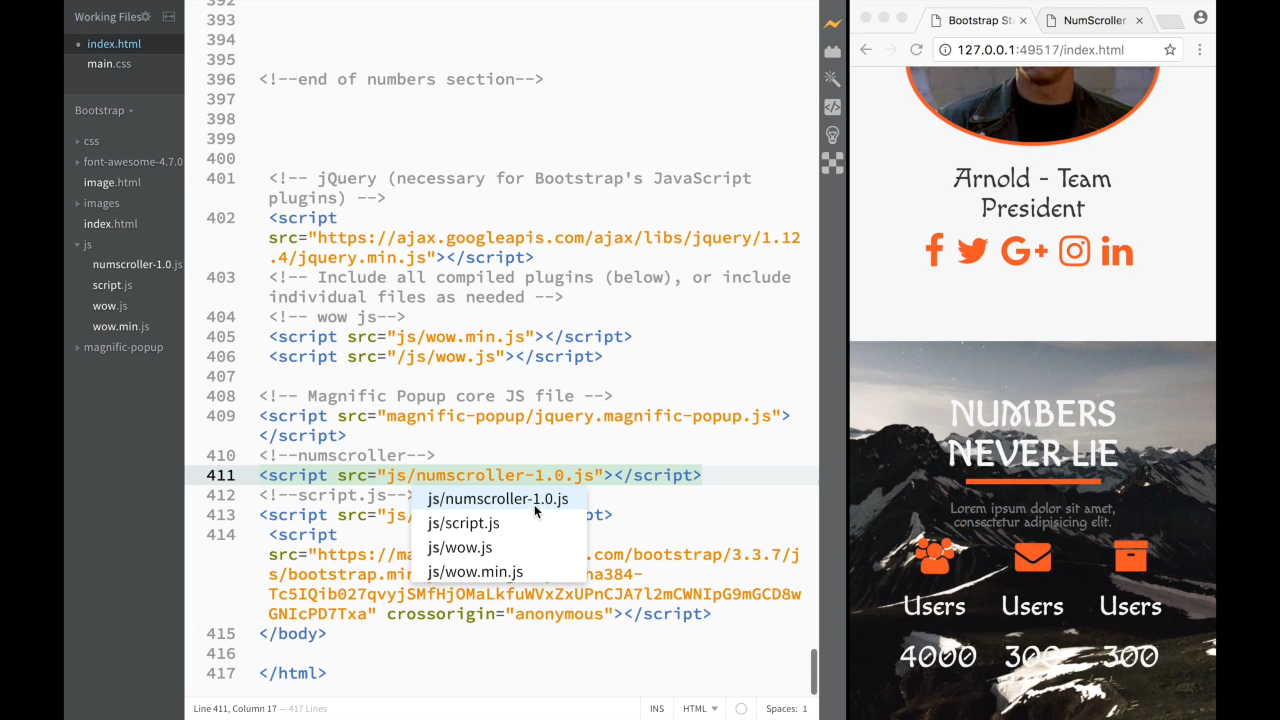 Working Files
index.html
main.css
Bootstrap
css
font-awesome-4.7.0
image.html
images
index.html
js
numscroller-1.0.js
script.js
wow.js
wow.min.js
magnific-popup
392
393
394
395
396 <!--end of numbers section-->
397
398
399
400
401 <!-- jQuery (necessary for Bootstrap's JavaScript
plugins) -->
402 <script
src="https://ajax.googleapis.com/ajax/libs/jquery/1.12
.4/jquery.min.js"></script>
403 <!-- Include all compiled plugins (below), or include
individual files as needed -->
404 <!-- wow js-->
405 <script src="js/wow.min.js"></script>
406 <script src="/js/wow.js"></script>
407
408 <!-- Magnific Popup core JS file -->
409 <script src="magnific-popup/jquery.magnific-popup.js">
</script>
410 <!--numscroller-->
411 <script src="js/numscroller-1.0.js"></script>
412 <!--script.js-->
413 <script src="js/ pt>
414 <script
src="https://ma .com/bootstrap/3.3.7/j
s/bootstrap.min ha384-
Tc5IQib027qvyjSMfHjOMaLkfuWVxZxUPnCJA7l2mCWNIpG9mGCD8w
GNIcPD7Txa" crossorigin="anonymous"></script>
415 </body>
416
417 </html>
js/numscroller-1.0.js
js/script.js
js/wow.js
js/wow.min.js
Line 411, Column 17 — 417 Lines
INS
HTML
Spaces: 1
Bootstrap St
NumScroller
127.0.0.1:49517/index.html
Arnold - Team
President
NUMBERS
NEVER LIE
Lorem ipsum dolor sit amet,
consectetur adipisicing elit.
Users Users Users
4000 300 300